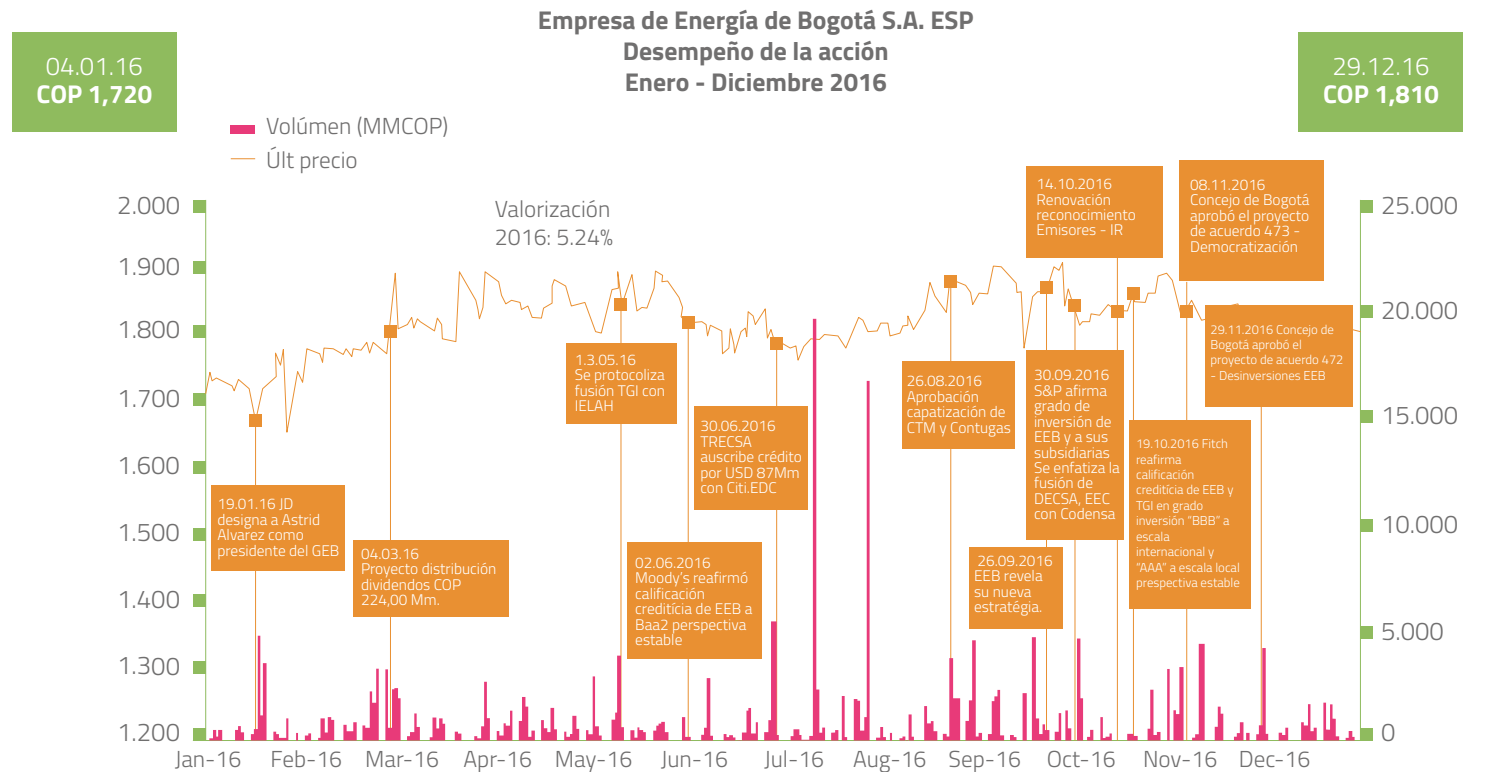 Empresa de Energía de Bogotá S.A. ESP
Desempeño de la acción
Enero - Diciembre 2016
04.01.16
COP 1,720
29.12.16
COP 1,810
Volúmen (MMCOP)
Últ precio
Valorización
2016: 5.24%
2.000
1.900
1.800
1.700
1.600
1.500
1.400
1.300
1.200
25.000
20.000
15.000
10.000
5.000
0
19.01.16 JD
designa a Astrid
Alvarez como
presidente del GEB
04.03.16
Proyecto distribución
dividendos COP
224,00 Mm.
1.3.05.16
Se protocoliza
fusión TGI con
IELAH
02.06.2016
Moody's reafirmó
calificación
creditícia de EEB a
Baa2 perspectiva
estable
30.06.2016
TRECSA
auscribe crédito
por USD 87Mm
con Citi.EDC
26.08.2016
Aprobación
capatización de
CTM y Contugas
26.09.2016
EEB revela
su nueva
estratégia.
30.09.2016
S&P afirma
grado de
inversión de
EEB y a sus
subsidiarias
Se enfatiza la
fusión de
DECSA, EEC
con Codensa
14.10.2016
Renovación
reconocimiento
Emisores - IR
19.10.2016 Fitch
reafirma
calificación
creditícia de EEB y
TGI en grado
inversión "BBB" a
escala
internacional y
"AAA" a escala local
prespectiva estable
08.11.2016
Concejo de Bogotá
aprobó el proyecto
de acuerdo 473 -
Democratización
29.11.2016 Concejo de
Bogotá aprobó el
proyecto de acuerdo 472
- Desinversiones EEB
Jan-16 Feb-16 Mar-16 Apr-16 May-16 Jun-16 Jul-16 Aug-16 Sep-16 Oct-16 Nov-16 Dec-16